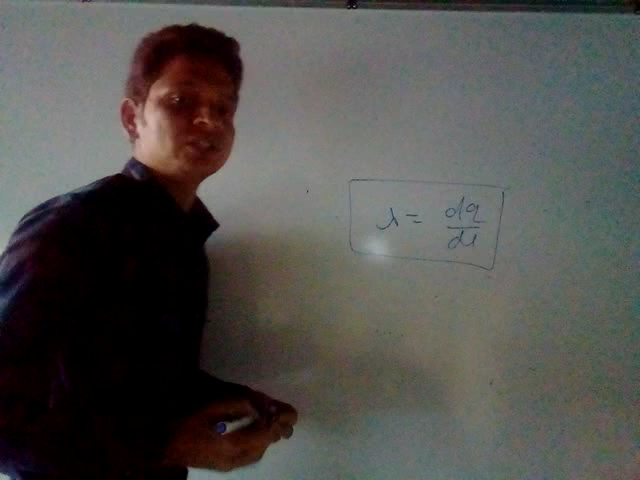 λ = dq/dl